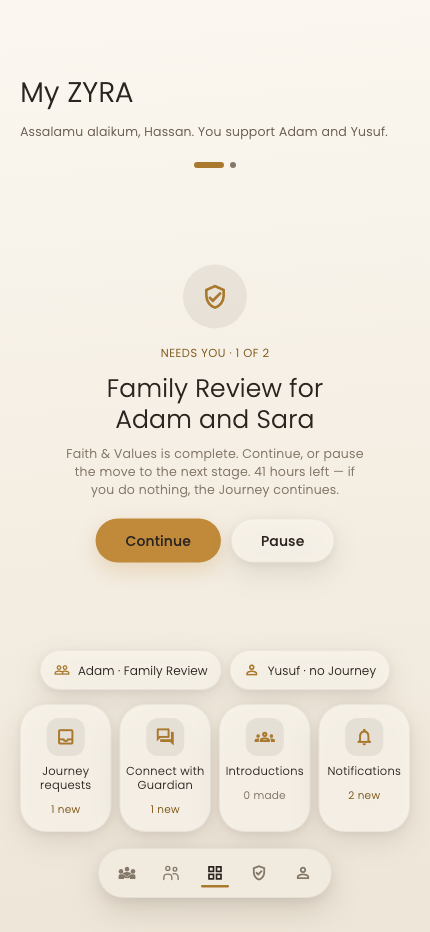 My ZYRA
Assalamu alaikum, Hassan. You support Adam and Yusuf.
NEEDS YOU · 1 OF 2
Family Review for
Adam and Sara
Faith & Values is complete. Continue, or pause
the move to the next stage. 41 hours left — if
you do nothing, the Journey continues.
Continue
Pause
Adam · Family Review
Yusuf · no Journey
Journey
requests
1 new
Connect with
Guardian
1 new
Introductions
0 made
Notifications
2 new